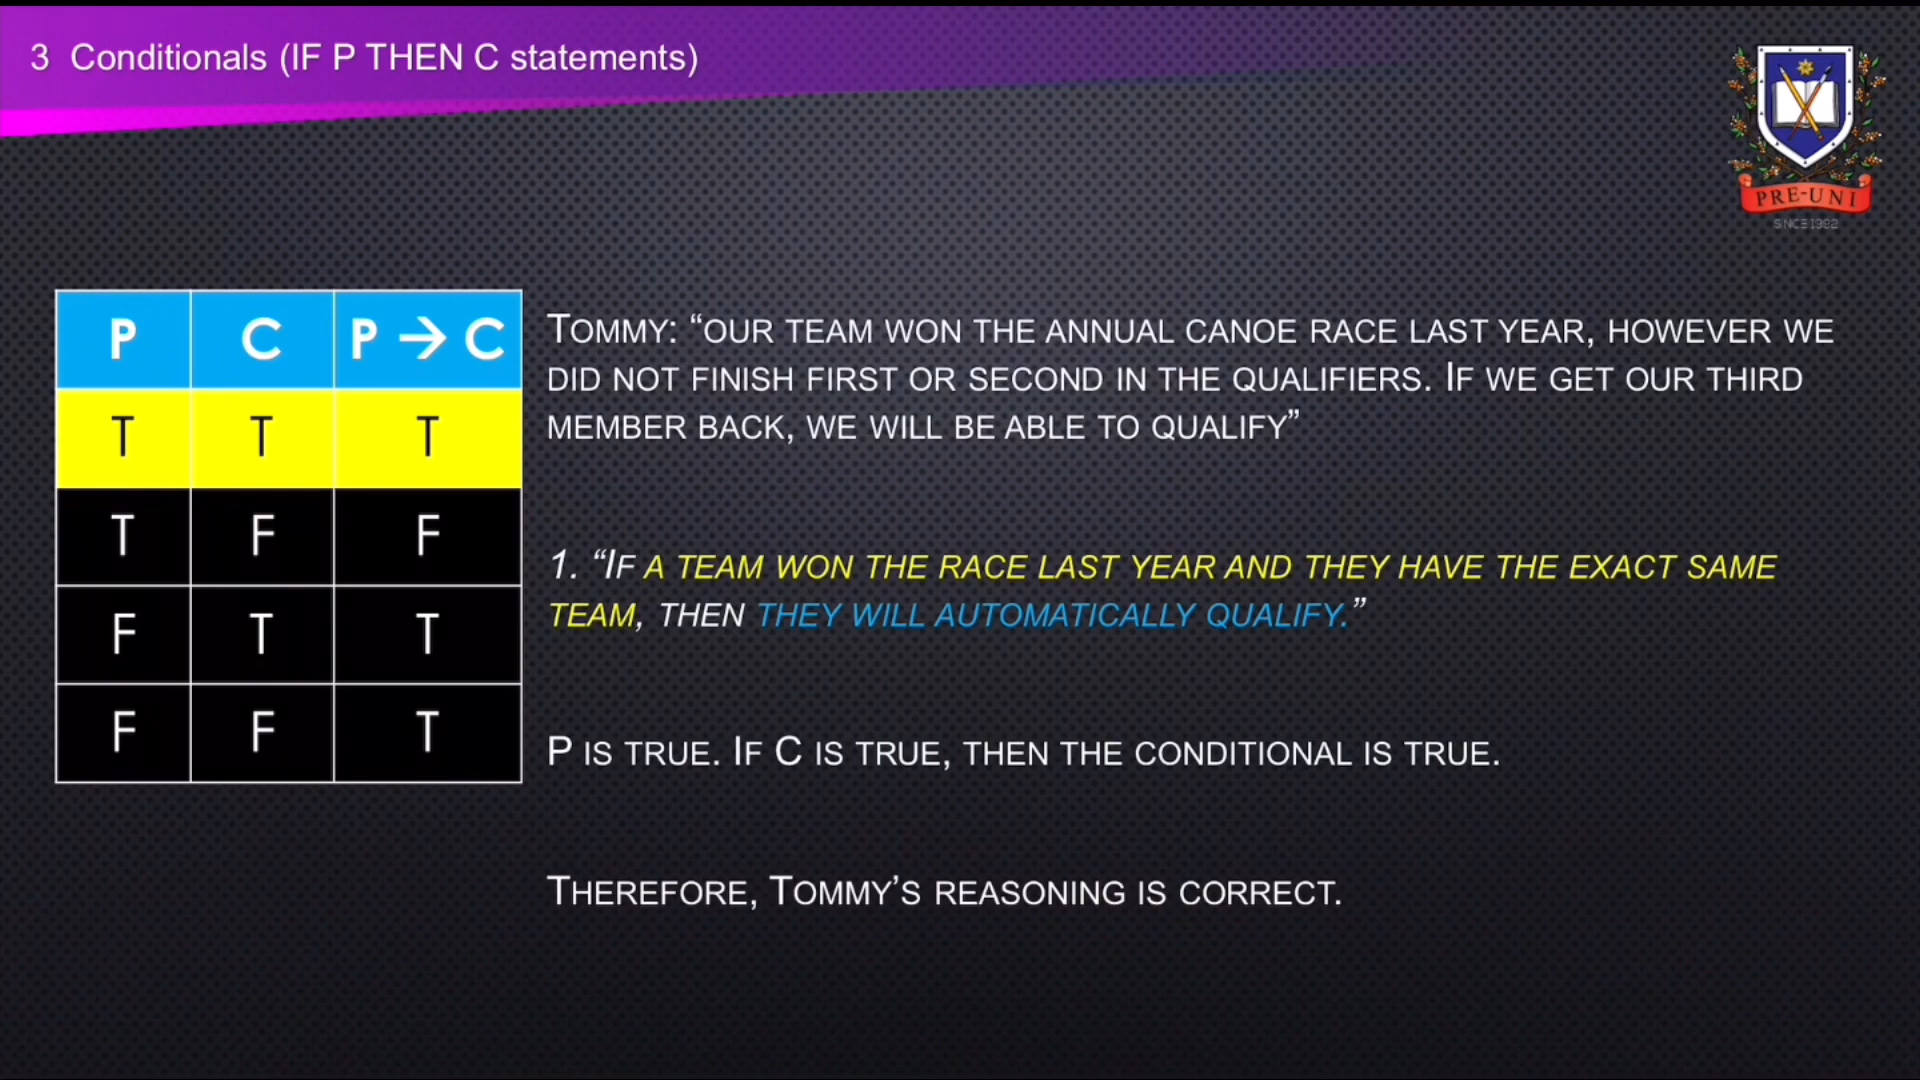 3 Conditionals (IF P THEN C statements)
PRE-UNI
SINCE 1992
P C P → C
T T T
T F F
F T T
F F T
TOMMY: “OUR TEAM WON THE ANNUAL CANOE RACE LAST YEAR, HOWEVER WE
DID NOT FINISH FIRST OR SECOND IN THE QUALIFIERS. IF WE GET OUR THIRD
MEMBER BACK, WE WILL BE ABLE TO QUALIFY”
1. “IF A TEAM WON THE RACE LAST YEAR AND THEY HAVE THE EXACT SAME
TEAM, THEN THEY WILL AUTOMATICALLY QUALIFY.”
P IS TRUE. IF C IS TRUE, THEN THE CONDITIONAL IS TRUE.
THEREFORE, TOMMY’S REASONING IS CORRECT.